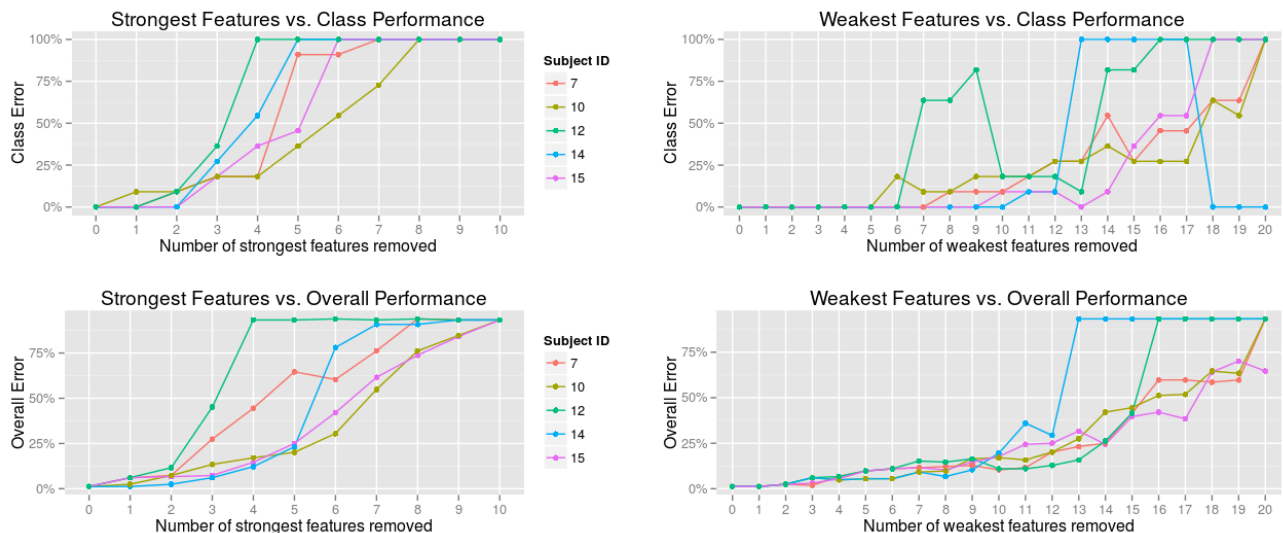 Strongest Features vs. Class Performance
Class Error
100%
75%
50%
25%
0%
0 1 2 3 4 5 6 7 8 9 10
Number of strongest features removed
Subject ID
7
10
12
14
15
Weakest Features vs. Class Performance
Class Error
100%
75%
50%
25%
0%
0 1 2 3 4 5 6 7 8 9 10 11 12 13 14 15 16 17 18 19 20
Number of weakest features removed
Strongest Features vs. Overall Performance
Overall Error
75%
50%
25%
0%
0 1 2 3 4 5 6 7 8 9 10
Number of strongest features removed
Subject ID
7
10
12
14
15
Weakest Features vs. Overall Performance
Overall Error
75%
50%
25%
0%
0 1 2 3 4 5 6 7 8 9 10 11 12 13 14 15 16 17 18 19 20
Number of weakest features removed